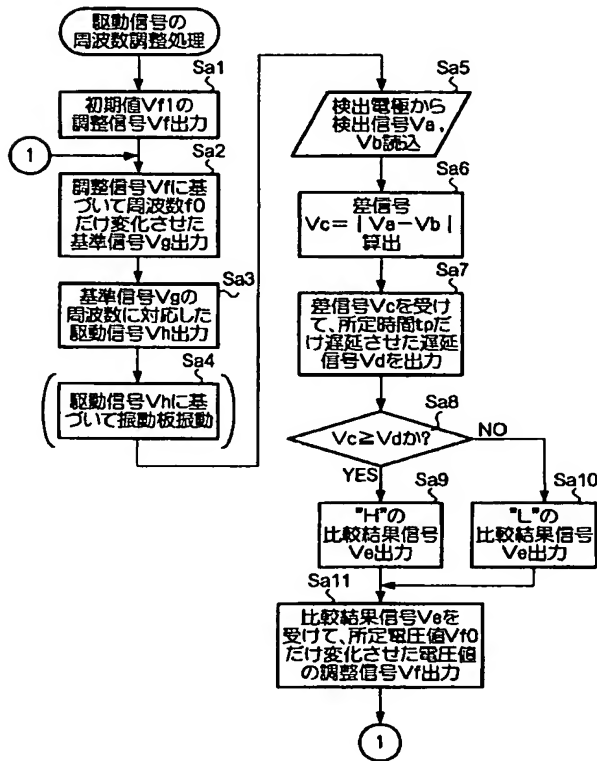 駆動信号の
周波数調整処理
Sa1
初期値Vf1の
調整信号Vf出力
1
Sa2
調整信号Vfに基
づいて周波数f0
だけ変化させた
基準信号Vg出力
Sa3
基準信号Vgの
周波数に対応した
駆動信号Vh出力
Sa4
駆動信号Vhに基
づいて振動板振動
Sa5
検出電極から
検出信号Va,
Vb読込
Sa6
差信号
Vc=|Va-Vb|
算出
Sa7
差信号Vcを受け
て、所定時間tpだ
け遅延させた遅延
信号Vdを出力
Sa8
Vc≧Vdか?
NO
YES
Sa9
"H"の
比較結果信号
Ve出力
Sa10
"L"の
比較結果信号
Ve出力
Sa11
比較結果信号Veを
受けて、所定電圧値Vf0
だけ変化させた電圧値
の調整信号Vf出力
1